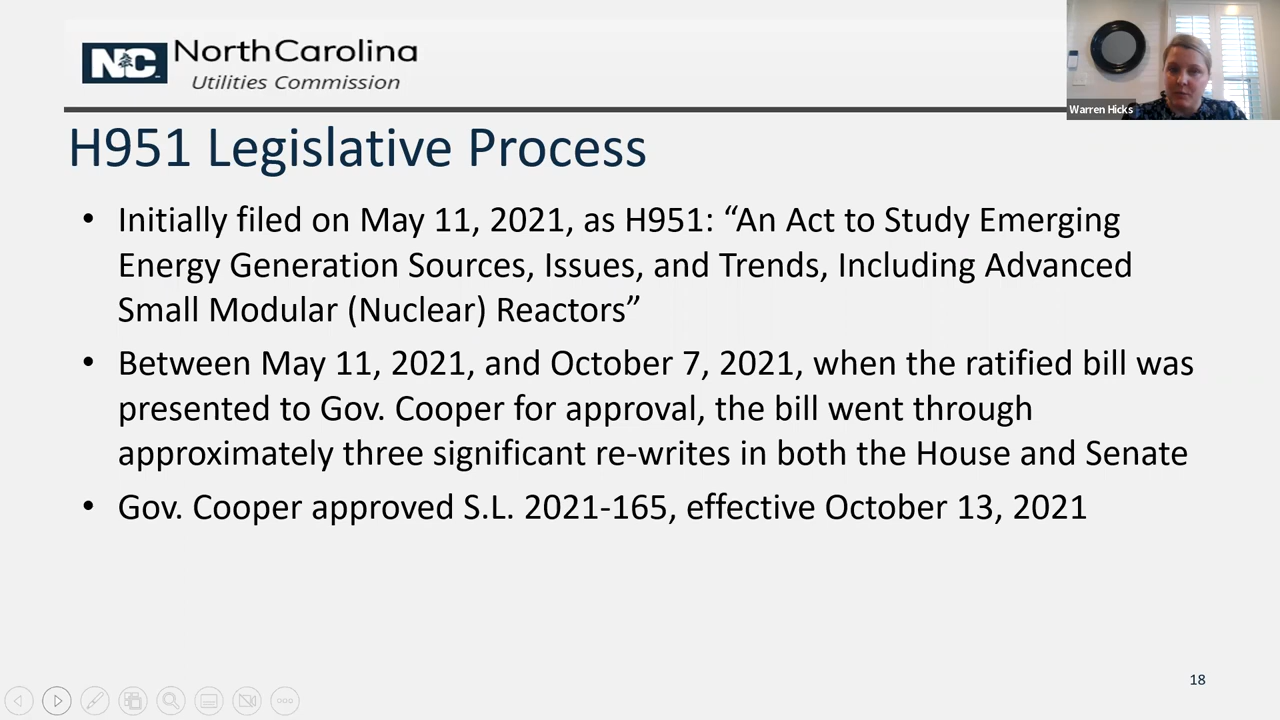 NC NorthCarolina
Utilities Commission
Warren Hicks
H951 Legislative Process
• Initially filed on May 11, 2021, as H951: “An Act to Study Emerging
Energy Generation Sources, Issues, and Trends, Including Advanced
Small Modular (Nuclear) Reactors”
• Between May 11, 2021, and October 7, 2021, when the ratified bill was
presented to Gov. Cooper for approval, the bill went through
approximately three significant re-writes in both the House and Senate
• Gov. Cooper approved S.L. 2021-165, effective October 13, 2021
18